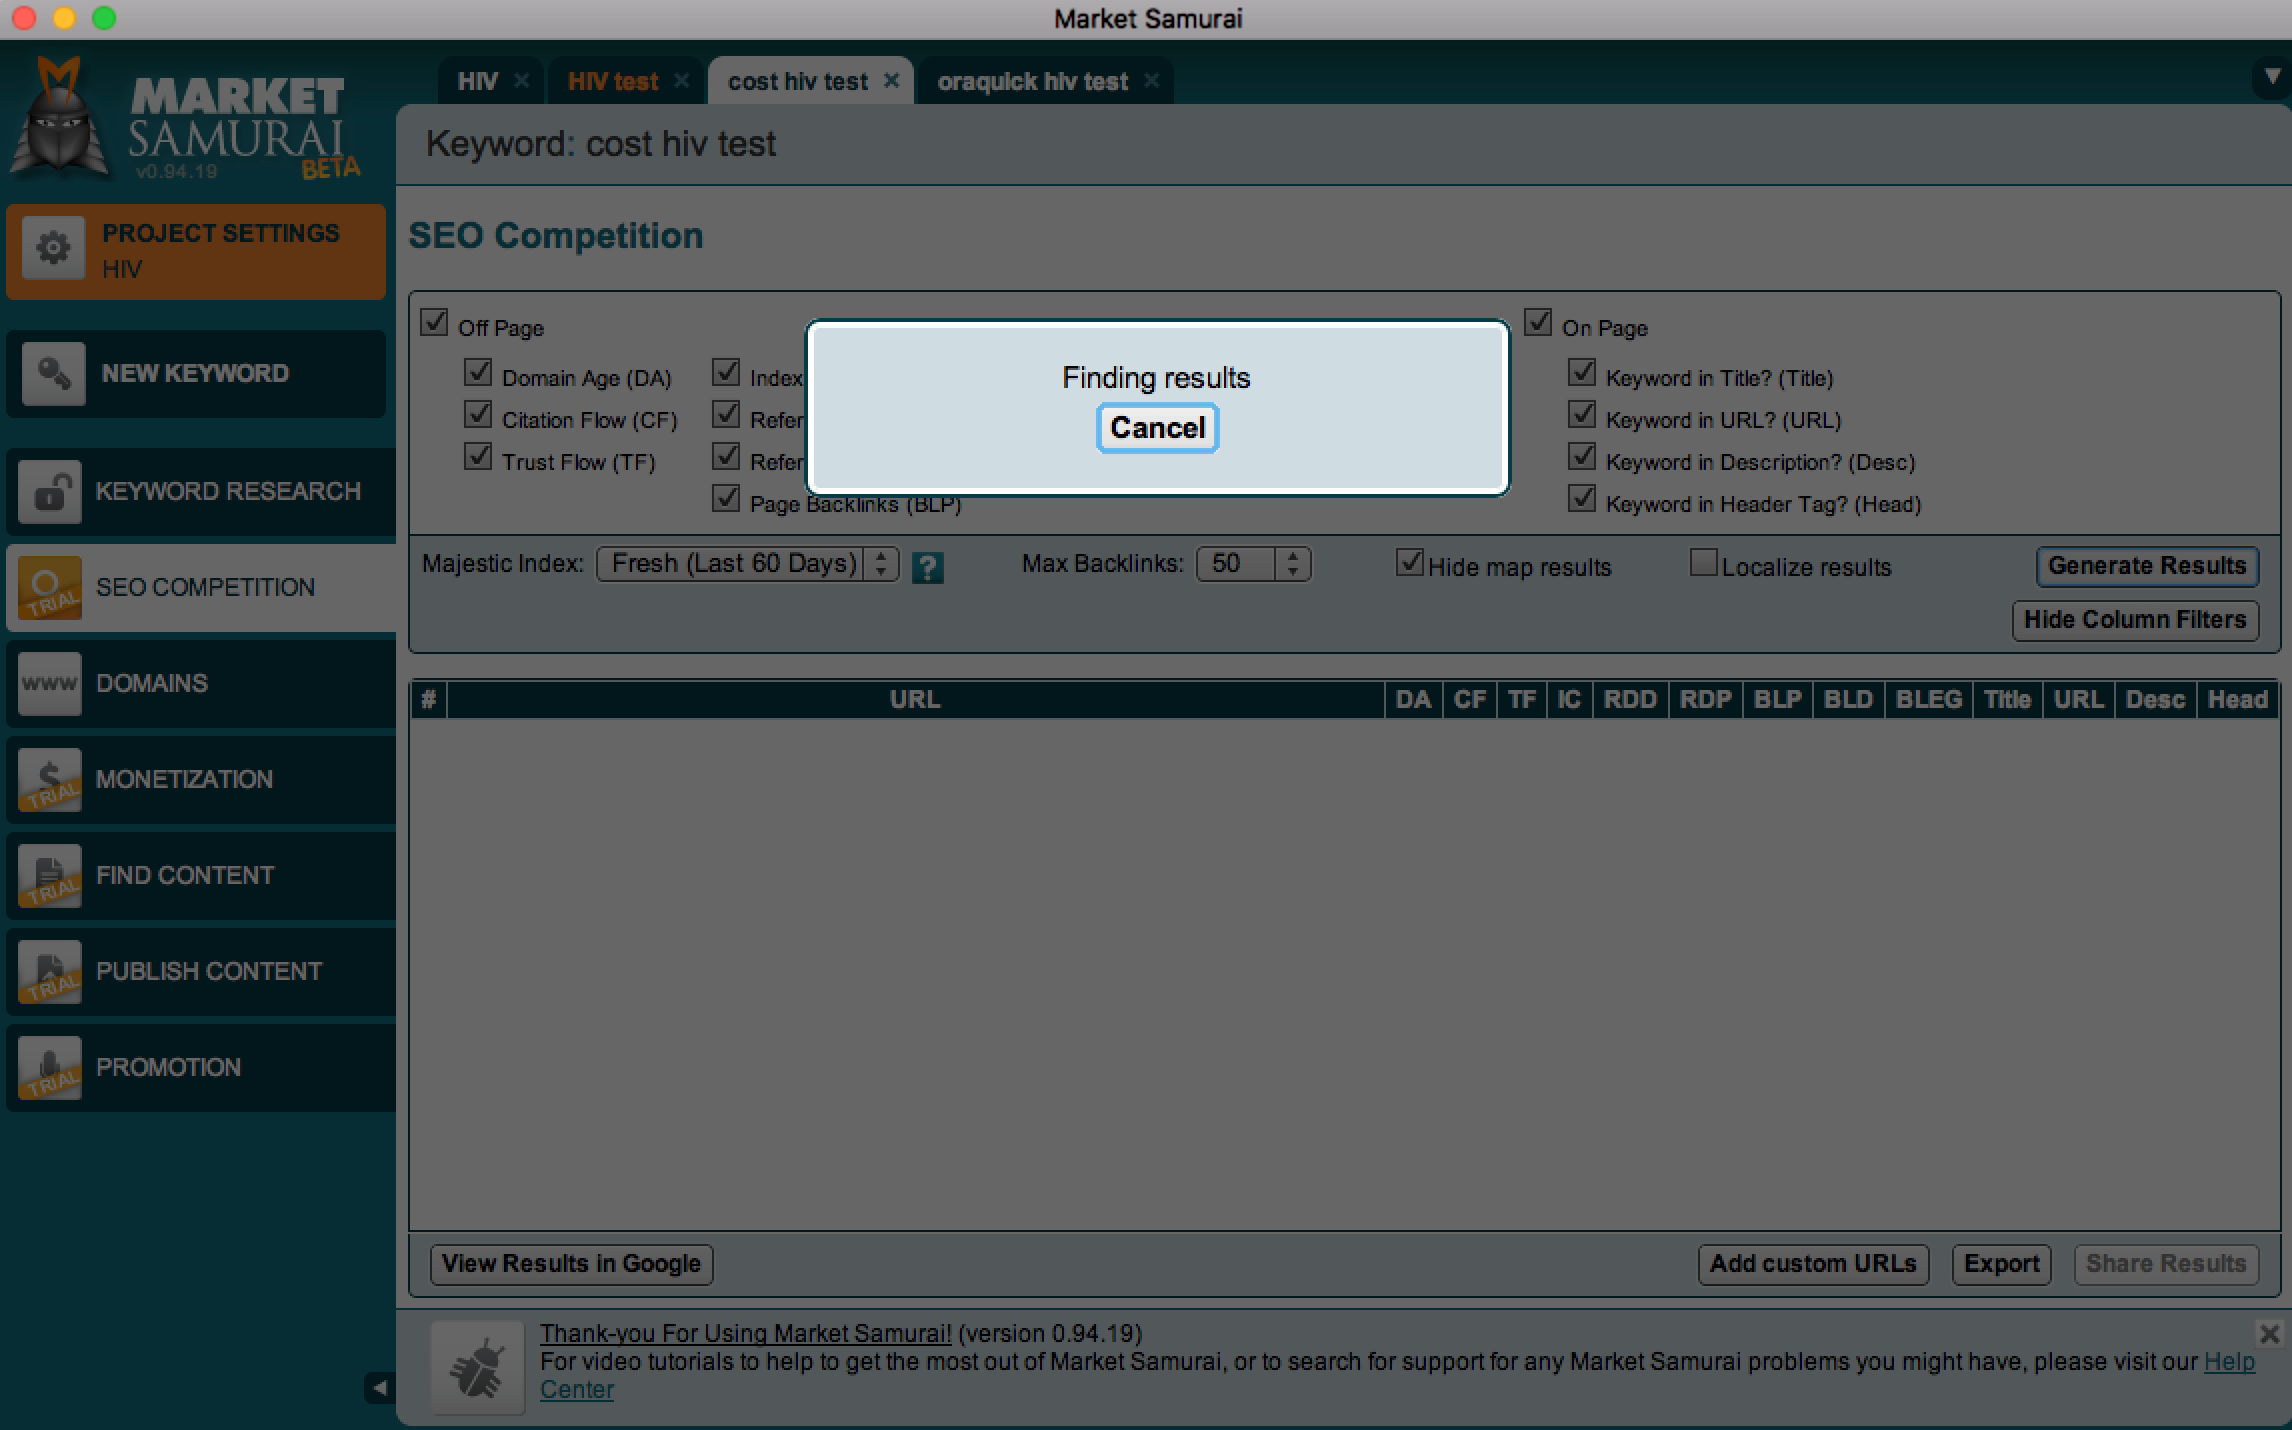 Market Samurai
MARKET
SAMURAI
v0.94.19
BETA
HIV
HIV test
cost hiv test
oraquick hiv test
Keyword: cost hiv test
PROJECT SETTINGS
HIV
NEW KEYWORD
KEYWORD RESEARCH
TRIAL
SEO COMPETITION
www
DOMAINS
TRIAL
MONETIZATION
TRIAL
FIND CONTENT
TRIAL
PUBLISH CONTENT
TRIAL
PROMOTION
SEO Competition
Off Page
Domain Age (DA)
Citation Flow (CF)
Trust Flow (TF)
Index
Refer
Refer
Page Backlinks (BLP)
Finding results
Cancel
On Page
Keyword in Title? (Title)
Keyword in URL? (URL)
Keyword in Description? (Desc)
Keyword in Header Tag? (Head)
Majestic Index: Fresh (Last 60 Days) ? Max Backlinks: 50 Hide map results Localize results Generate Results
Hide Column Filters
# URL DA CF TF IC RDD RDP BLP BLD BLEG Title URL Desc Head
View Results in Google Add custom URLs Export Share Results
Thank-you For Using Market Samurai! (version 0.94.19)
For video tutorials to help to get the most out of Market Samurai, or to search for support for any Market Samurai problems you might have, please visit our Help
Center